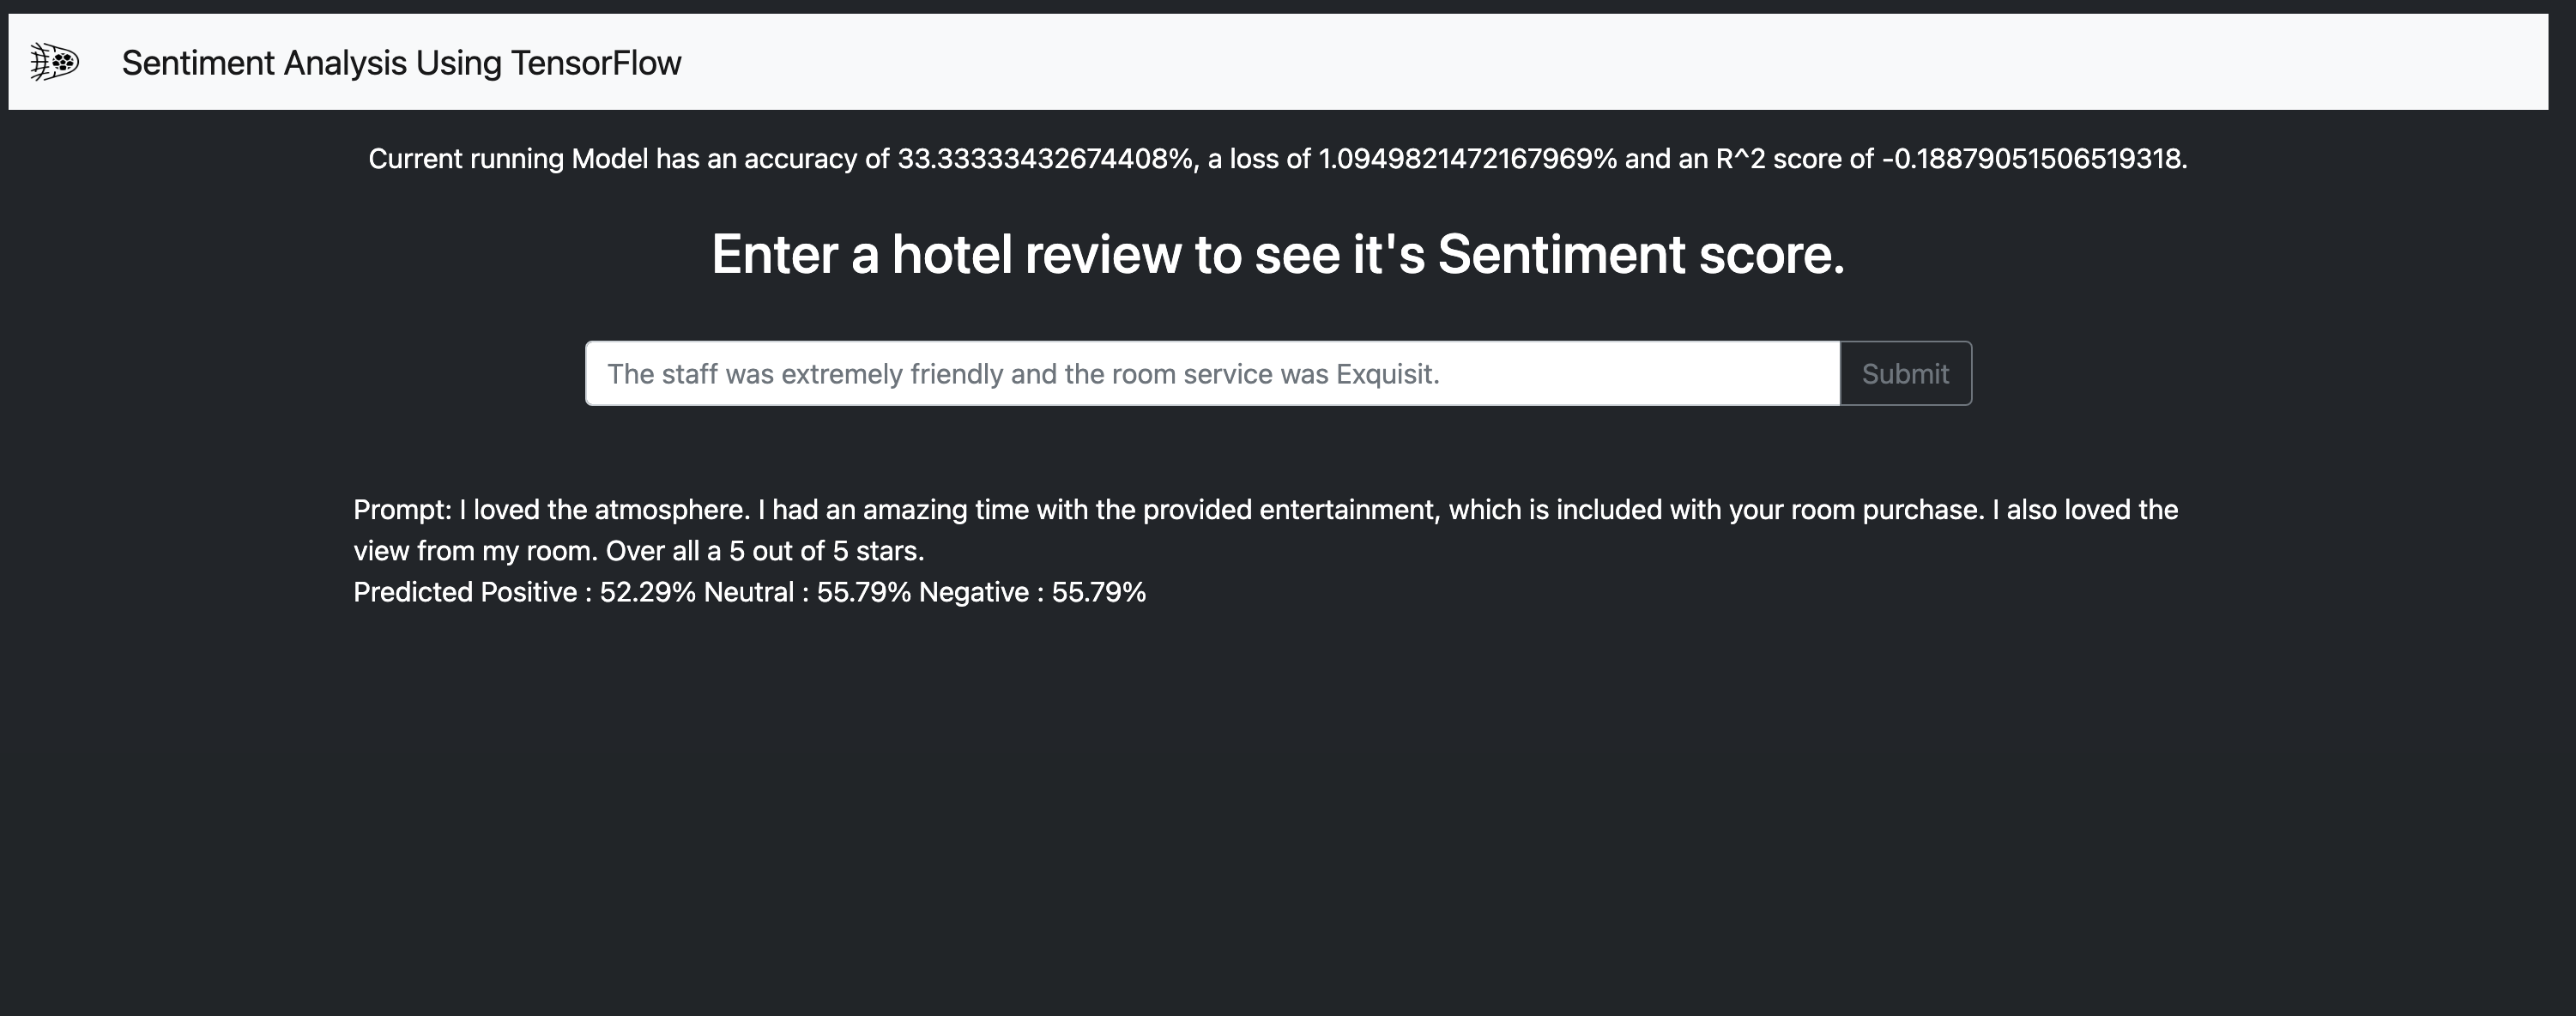 Sentiment Analysis Using TensorFlow
Current running Model has an accuracy of 33.33333432674408%, a loss of 1.0949821472167969% and an R^2 score of -0.18879051506519318.
Enter a hotel review to see it's Sentiment score.
The staff was extremely friendly and the room service was Exquisit.
Submit
Prompt: I loved the atmosphere. I had an amazing time with the provided entertainment, which is included with your room purchase. I also loved the
view from my room. Over all a 5 out of 5 stars.
Predicted Positive : 52.29% Neutral : 55.79% Negative : 55.79%